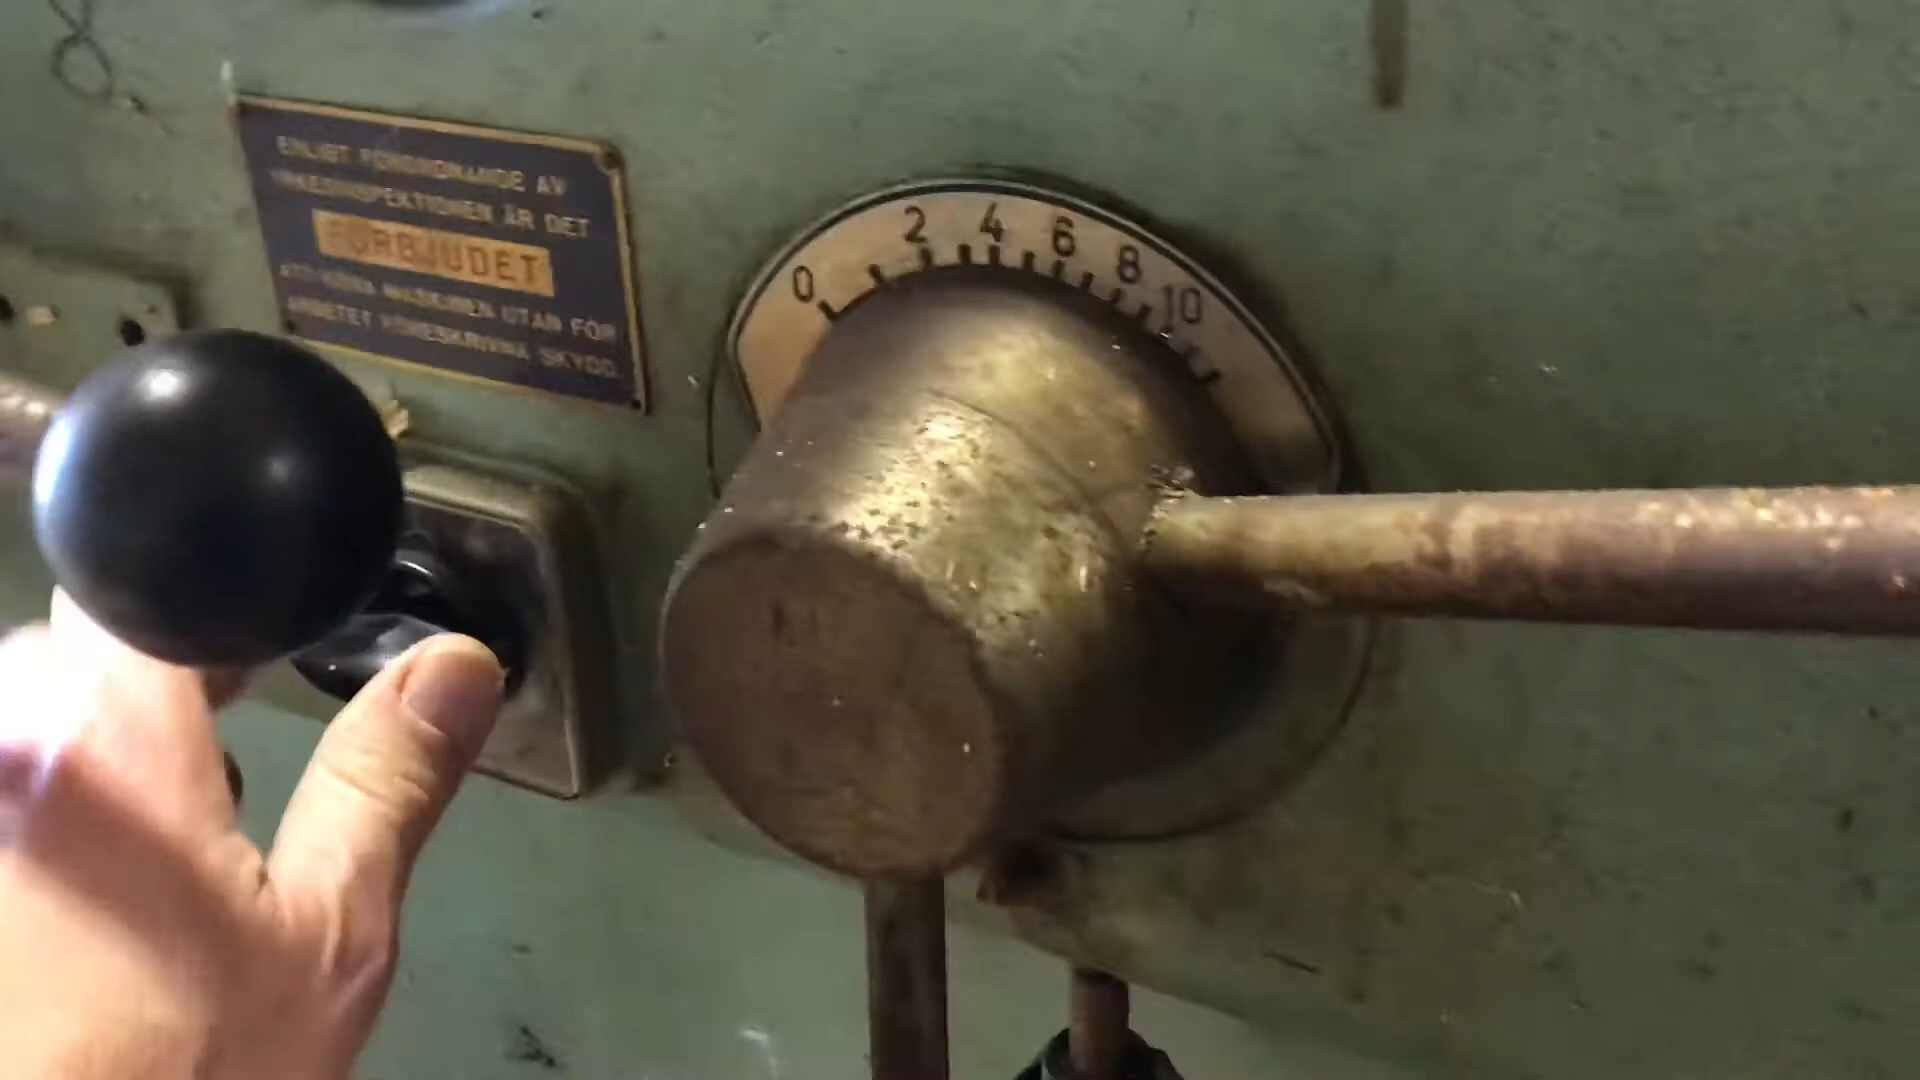 ENLIGT FÖRORDNANDE AV
YRKESINSPEKTIONEN ÄR DET
FÖRBJUDET
ATT KÖRA MASKINEN UTAN FÖR
ARBETET FÖRESKRIVNA SKYDD.
0 2 4 6 8 10